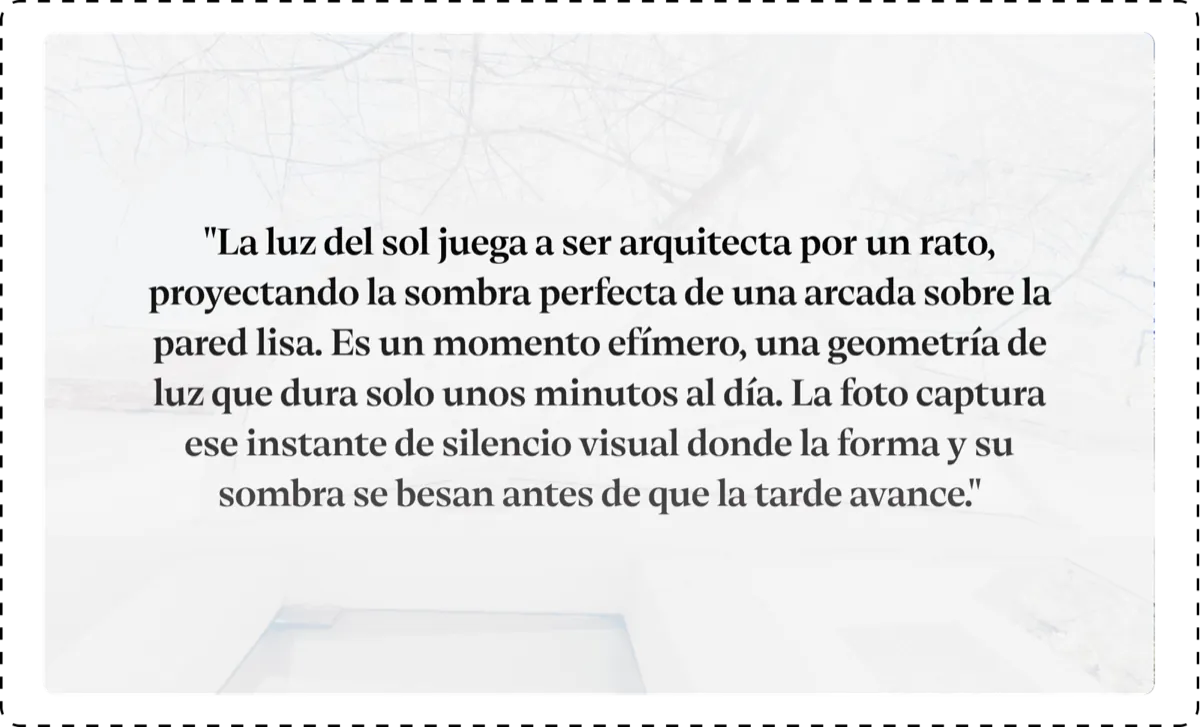 "La luz del sol juega a ser arquitecta por un rato,
proyectando la sombra perfecta de una arcada sobre la
pared lisa. Es un momento efímero, una geometría de
luz que dura solo unos minutos al día. La foto captura
ese instante de silencio visual donde la forma y su
sombra se besan antes de que la tarde avance."